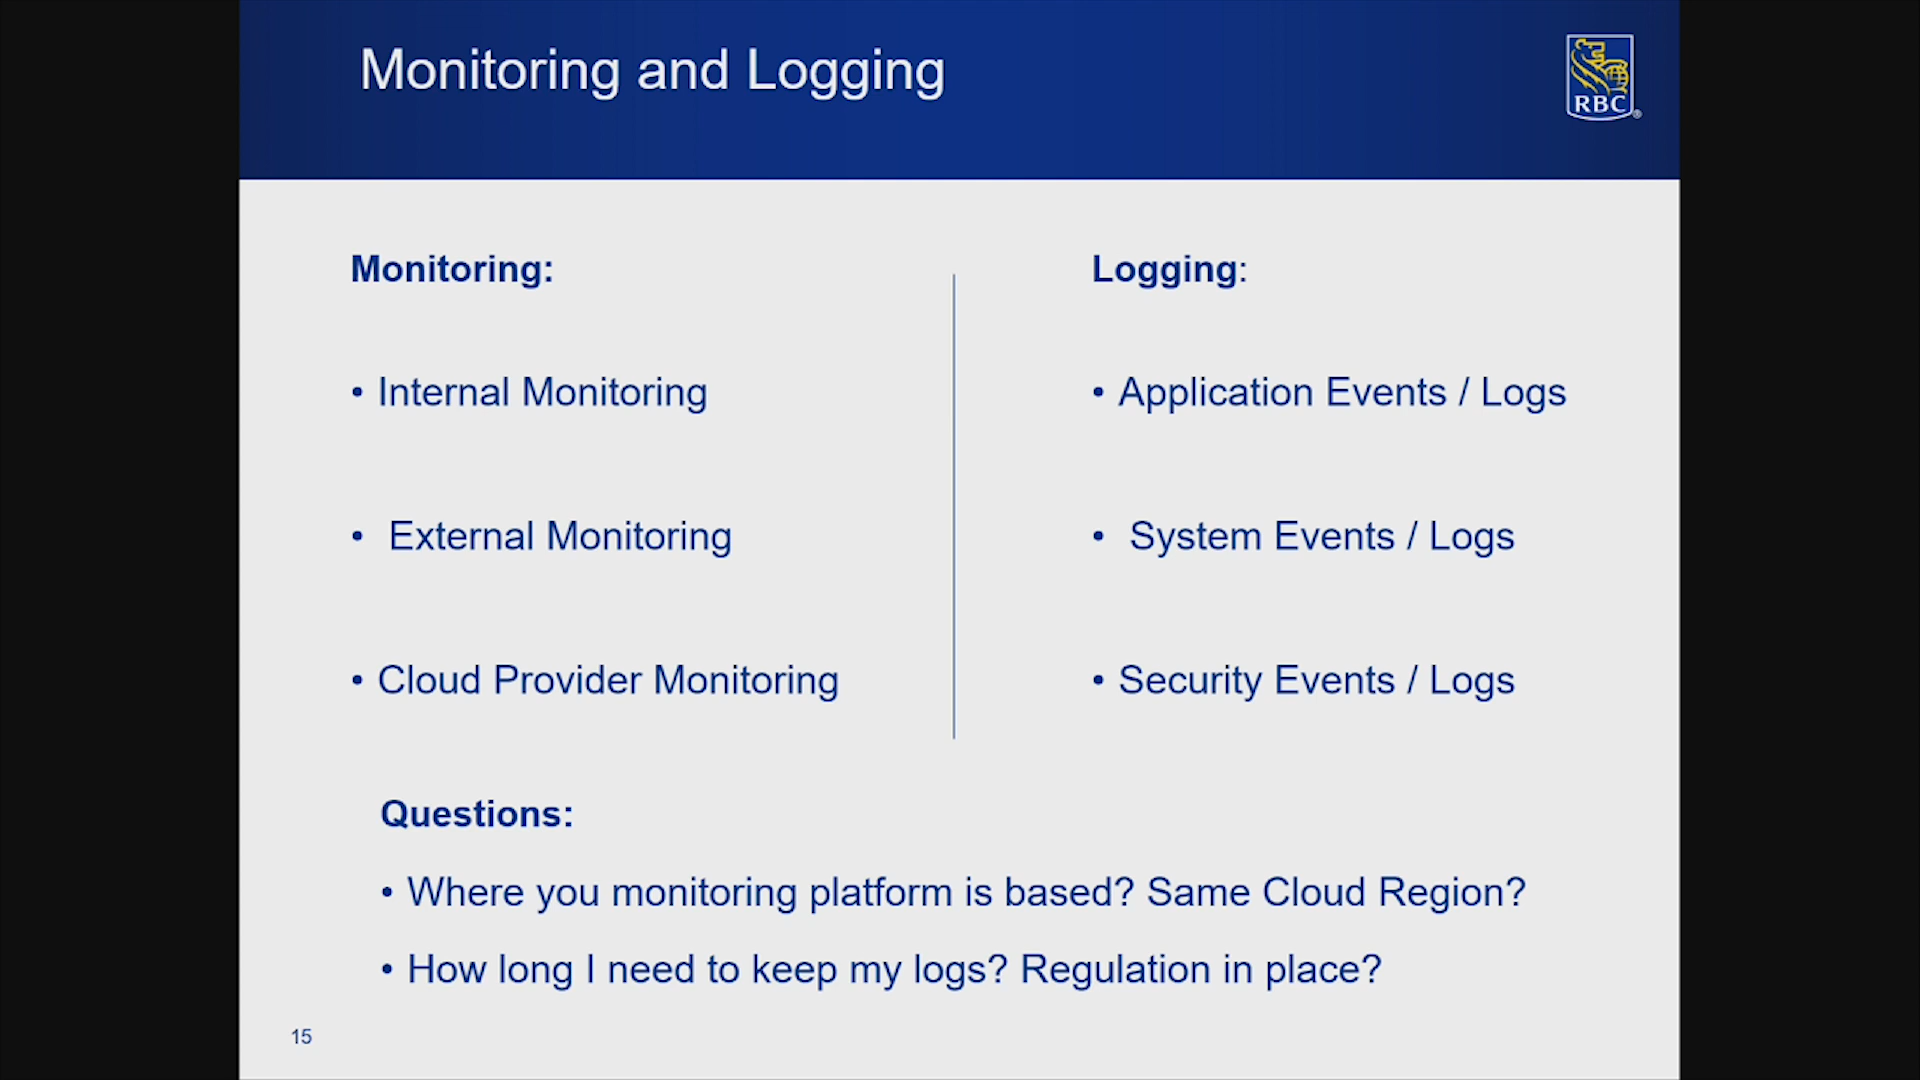 Monitoring and Logging
RBC
®
Monitoring:
• Internal Monitoring
• External Monitoring
• Cloud Provider Monitoring
Logging:
• Application Events / Logs
• System Events / Logs
• Security Events / Logs
Questions:
• Where you monitoring platform is based? Same Cloud Region?
• How long I need to keep my logs? Regulation in place?
15